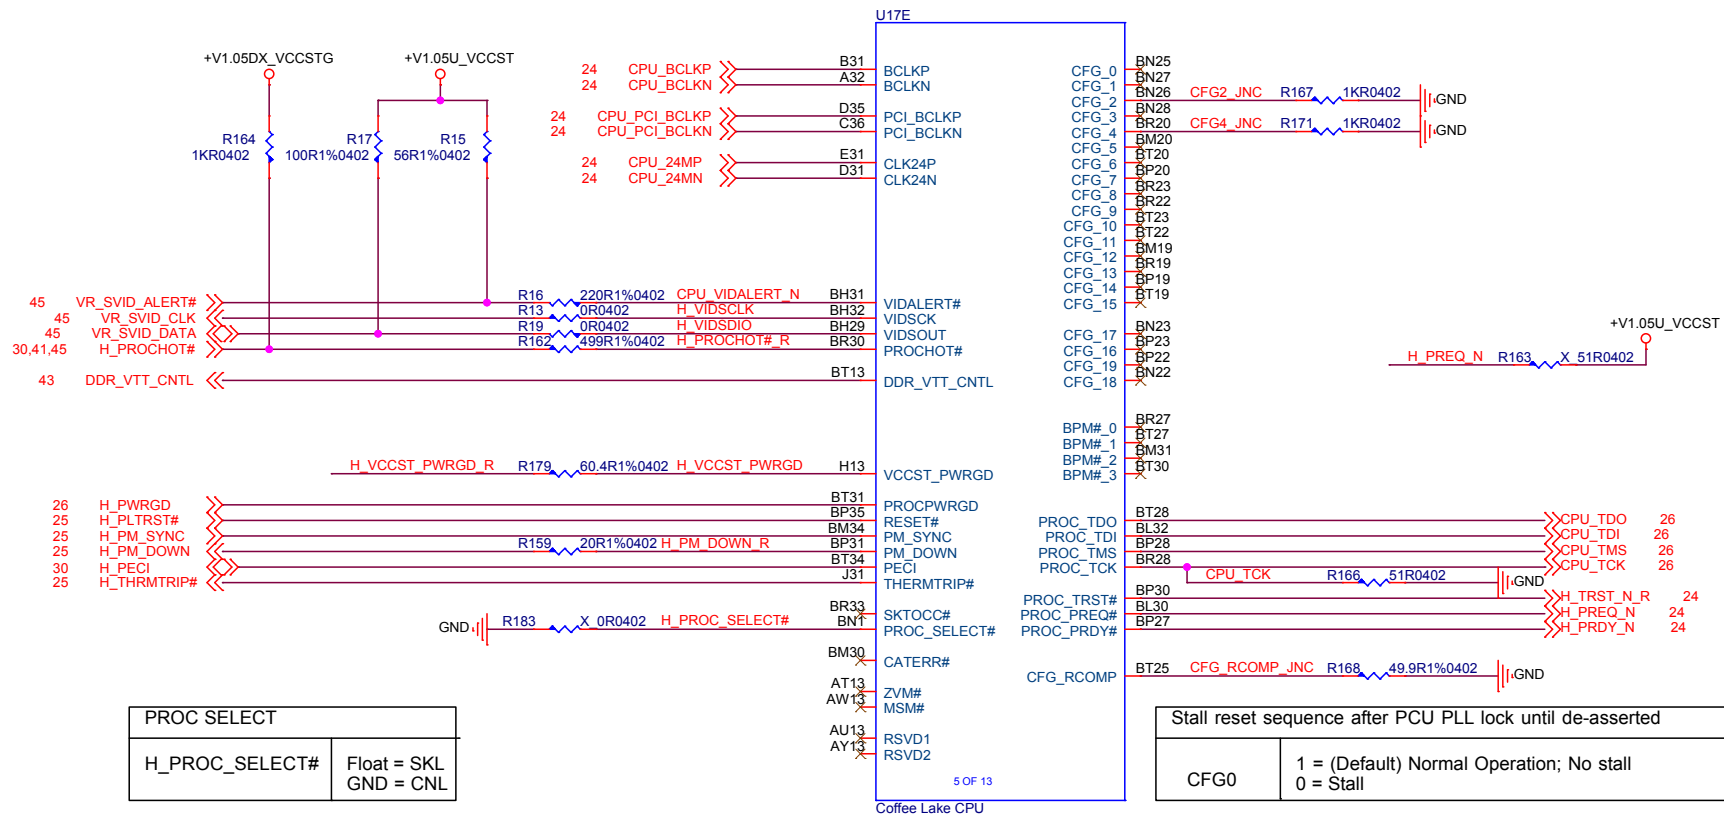 U17E
+V1.05DX_VCCSTG
+V1.05U_VCCST
R164
1KR0402
R17
100R1%0402
R15
56R1%0402
24 CPU_BCLKP B31 BCLKP
24 CPU_BCLKN A32 BCLKN
24 CPU_PCI_BCLKP D35 PCI_BCLKP
24 CPU_PCI_BCLKN C36 PCI_BCLKN
24 CPU_24MP E31 CLK24P
24 CPU_24MN D31 CLK24N
45 VR_SVID_ALERT# R16 220R1%0402 CPU_VIDALERT_N BH31 VIDALERT#
45 VR_SVID_CLK R13 0R0402 H_VIDSCLK BH32 VIDSCK
45 VR_SVID_DATA R19 0R0402 H_VIDSDIO BH29 VIDSOUT
30,41,45 H_PROCHOT# R162 499R1%0402 H_PROCHOT#_R BR30 PROCHOT#
43 DDR_VTT_CNTL BT13 DDR_VTT_CNTL
H_VCCST_PWRGD_R R179 60.4R1%0402 H_VCCST_PWRGD H13 VCCST_PWRGD
26 H_PWRGD BT31 PROCPWRGD
25 H_PLTRST# BP35 RESET#
25 H_PM_SYNC BM34 PM_SYNC
25 H_PM_DOWN R159 20R1%0402 H_PM_DOWN_R BP31 PM_DOWN
30 H_PECI BT34 PECI
25 H_THRMTRIP# J31 THERMTRIP#
BR33 SKTOCC#
GND R183 X_0R0402 H_PROC_SELECT# BN1 PROC_SELECT#
BM30 CATERR#
AT13 ZVM#
AW13 MSM#
AU13 RSVD1
AY13 RSVD2
CFG_0 BN25
CFG_1 BN27
CFG_2 BN26 CFG2_JNC R167 1KR0402 GND
CFG_3 BN28
CFG_4 BR20 CFG4_JNC R171 1KR0402 GND
CFG_5 BM20
CFG_6 BT20
CFG_7 BP20
CFG_8 BR23
CFG_9 BR22
CFG_10 BT23
CFG_11 BT22
CFG_12 BM19
CFG_13 BR19
CFG_14 BP19
CFG_15 BT19
CFG_17 BN23
CFG_16 BP23
CFG_19 BP22
CFG_18 BN22
+V1.05U_VCCST
H_PREQ_N R163 X_51R0402
BPM#_0 BR27
BPM#_1 BT27
BPM#_2 BM31
BPM#_3 BT30
PROC_TDO BT28 CPU_TDO 26
PROC_TDI BL32 CPU_TDI 26
PROC_TMS BP28 CPU_TMS 26
PROC_TCK BR28 CPU_TCK 26
CPU_TCK R166 51R0402 GND
PROC_TRST# BP30 H_TRST_N_R 24
PROC_PREQ# BL30 H_PREQ_N 24
PROC_PRDY# BP27 H_PRDY_N 24
CFG_RCOMP BT25 CFG_RCOMP_JNC R168 49.9R1%0402 GND
5 OF 13
Coffee Lake CPU
PROC SELECT
H_PROC_SELECT# Float = SKL
GND = CNL
Stall reset sequence after PCU PLL lock until de-asserted
CFG0 1 = (Default) Normal Operation; No stall
0 = Stall